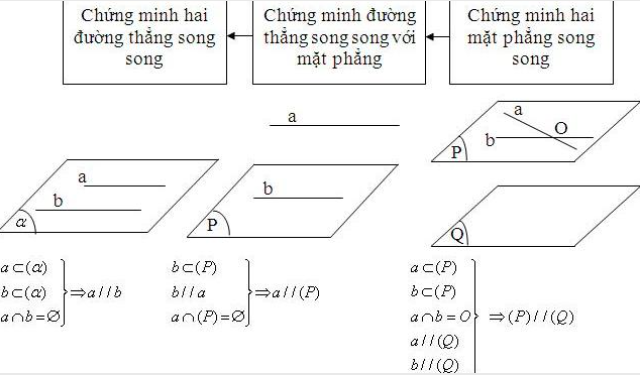 Chứng minh hai
đường thẳng song
song
Chứng minh đường
thẳng song song với
mặt phẳng
Chứng minh hai
mặt phẳng song
song
a
b
α
a
b
P
a
O
b
P
Q
a⊂(α)
b⊂(α)
a∩b=∅
⇒a//b
b⊂(P)
b//a
a∩(P)=∅
⇒a//(P)
a⊂(P)
b⊂(P)
a∩b=O
a//(Q)
b//(Q)
⇒(P)//(Q)